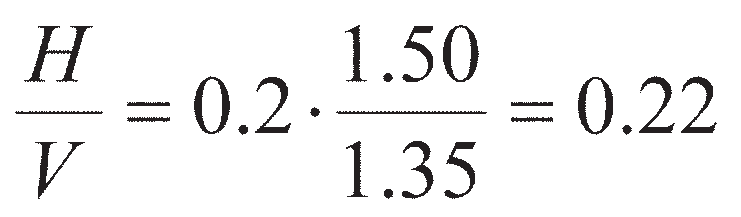 H/V = 0.2 · 1.50/1.35 = 0.22